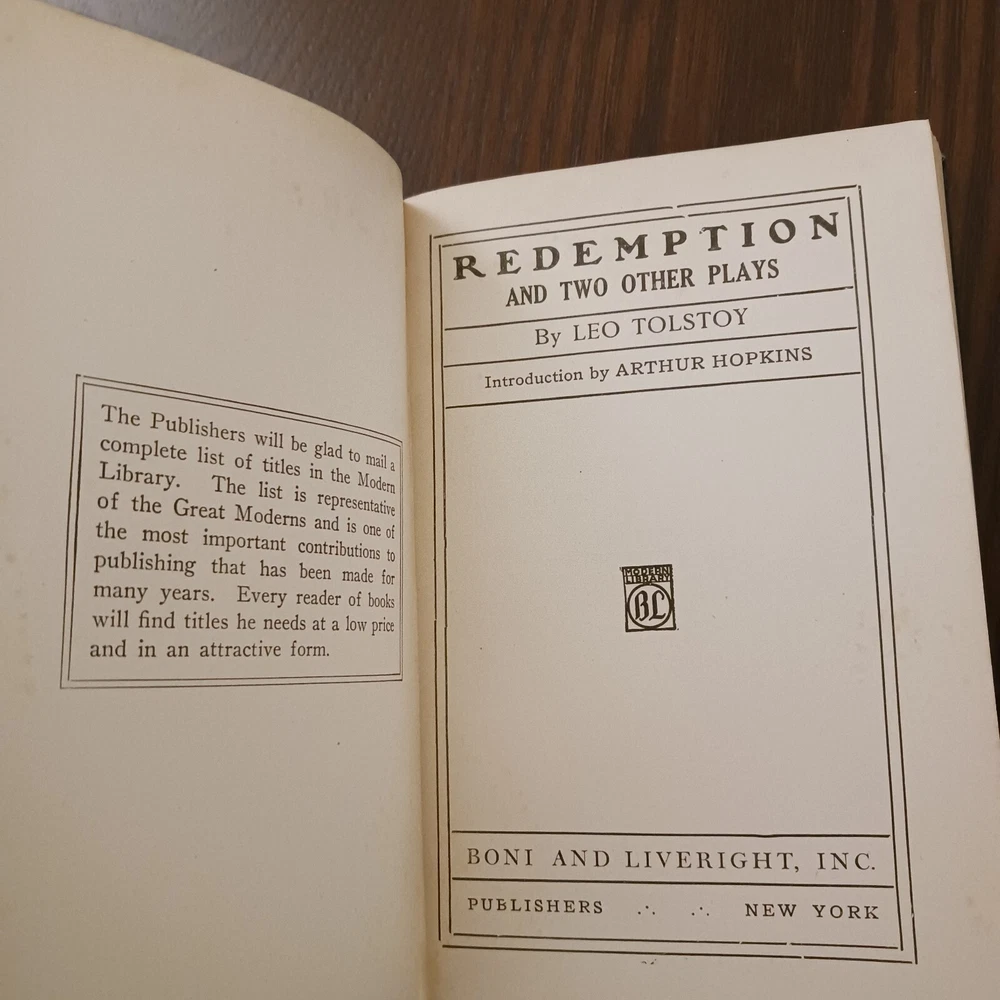 The Publishers will be glad to mail a
complete list of titles in the Modern
Library. The list is representative
of the Great Moderns and is one of
the most important contributions to
publishing that has been made for
many years. Every reader of books
will find titles he needs at a low price
and in an attractive form.
REDEMPTION
AND TWO OTHER PLAYS
By LEO TOLSTOY
Introduction by ARTHUR HOPKINS
MODERN
LIBRARY
BL
BONI AND LIVERIGHT, INC.
PUBLISHERS .·. .·. NEW YORK